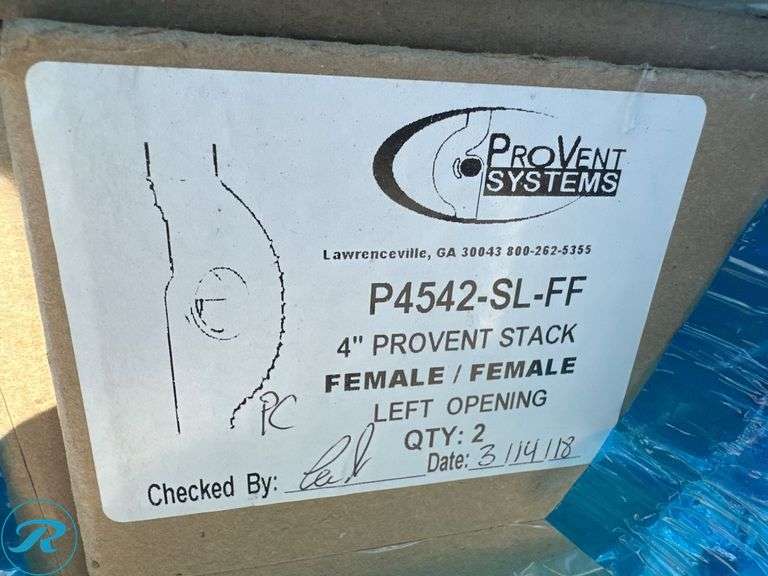 PROVENT
SYSTEMS
Lawrenceville, GA 30043 800-262-5355
P4542-SL-FF
4" PROVENT STACK
FEMALE / FEMALE
LEFT OPENING
PC
QTY: 2
Checked By: Date: 3/14/18
R